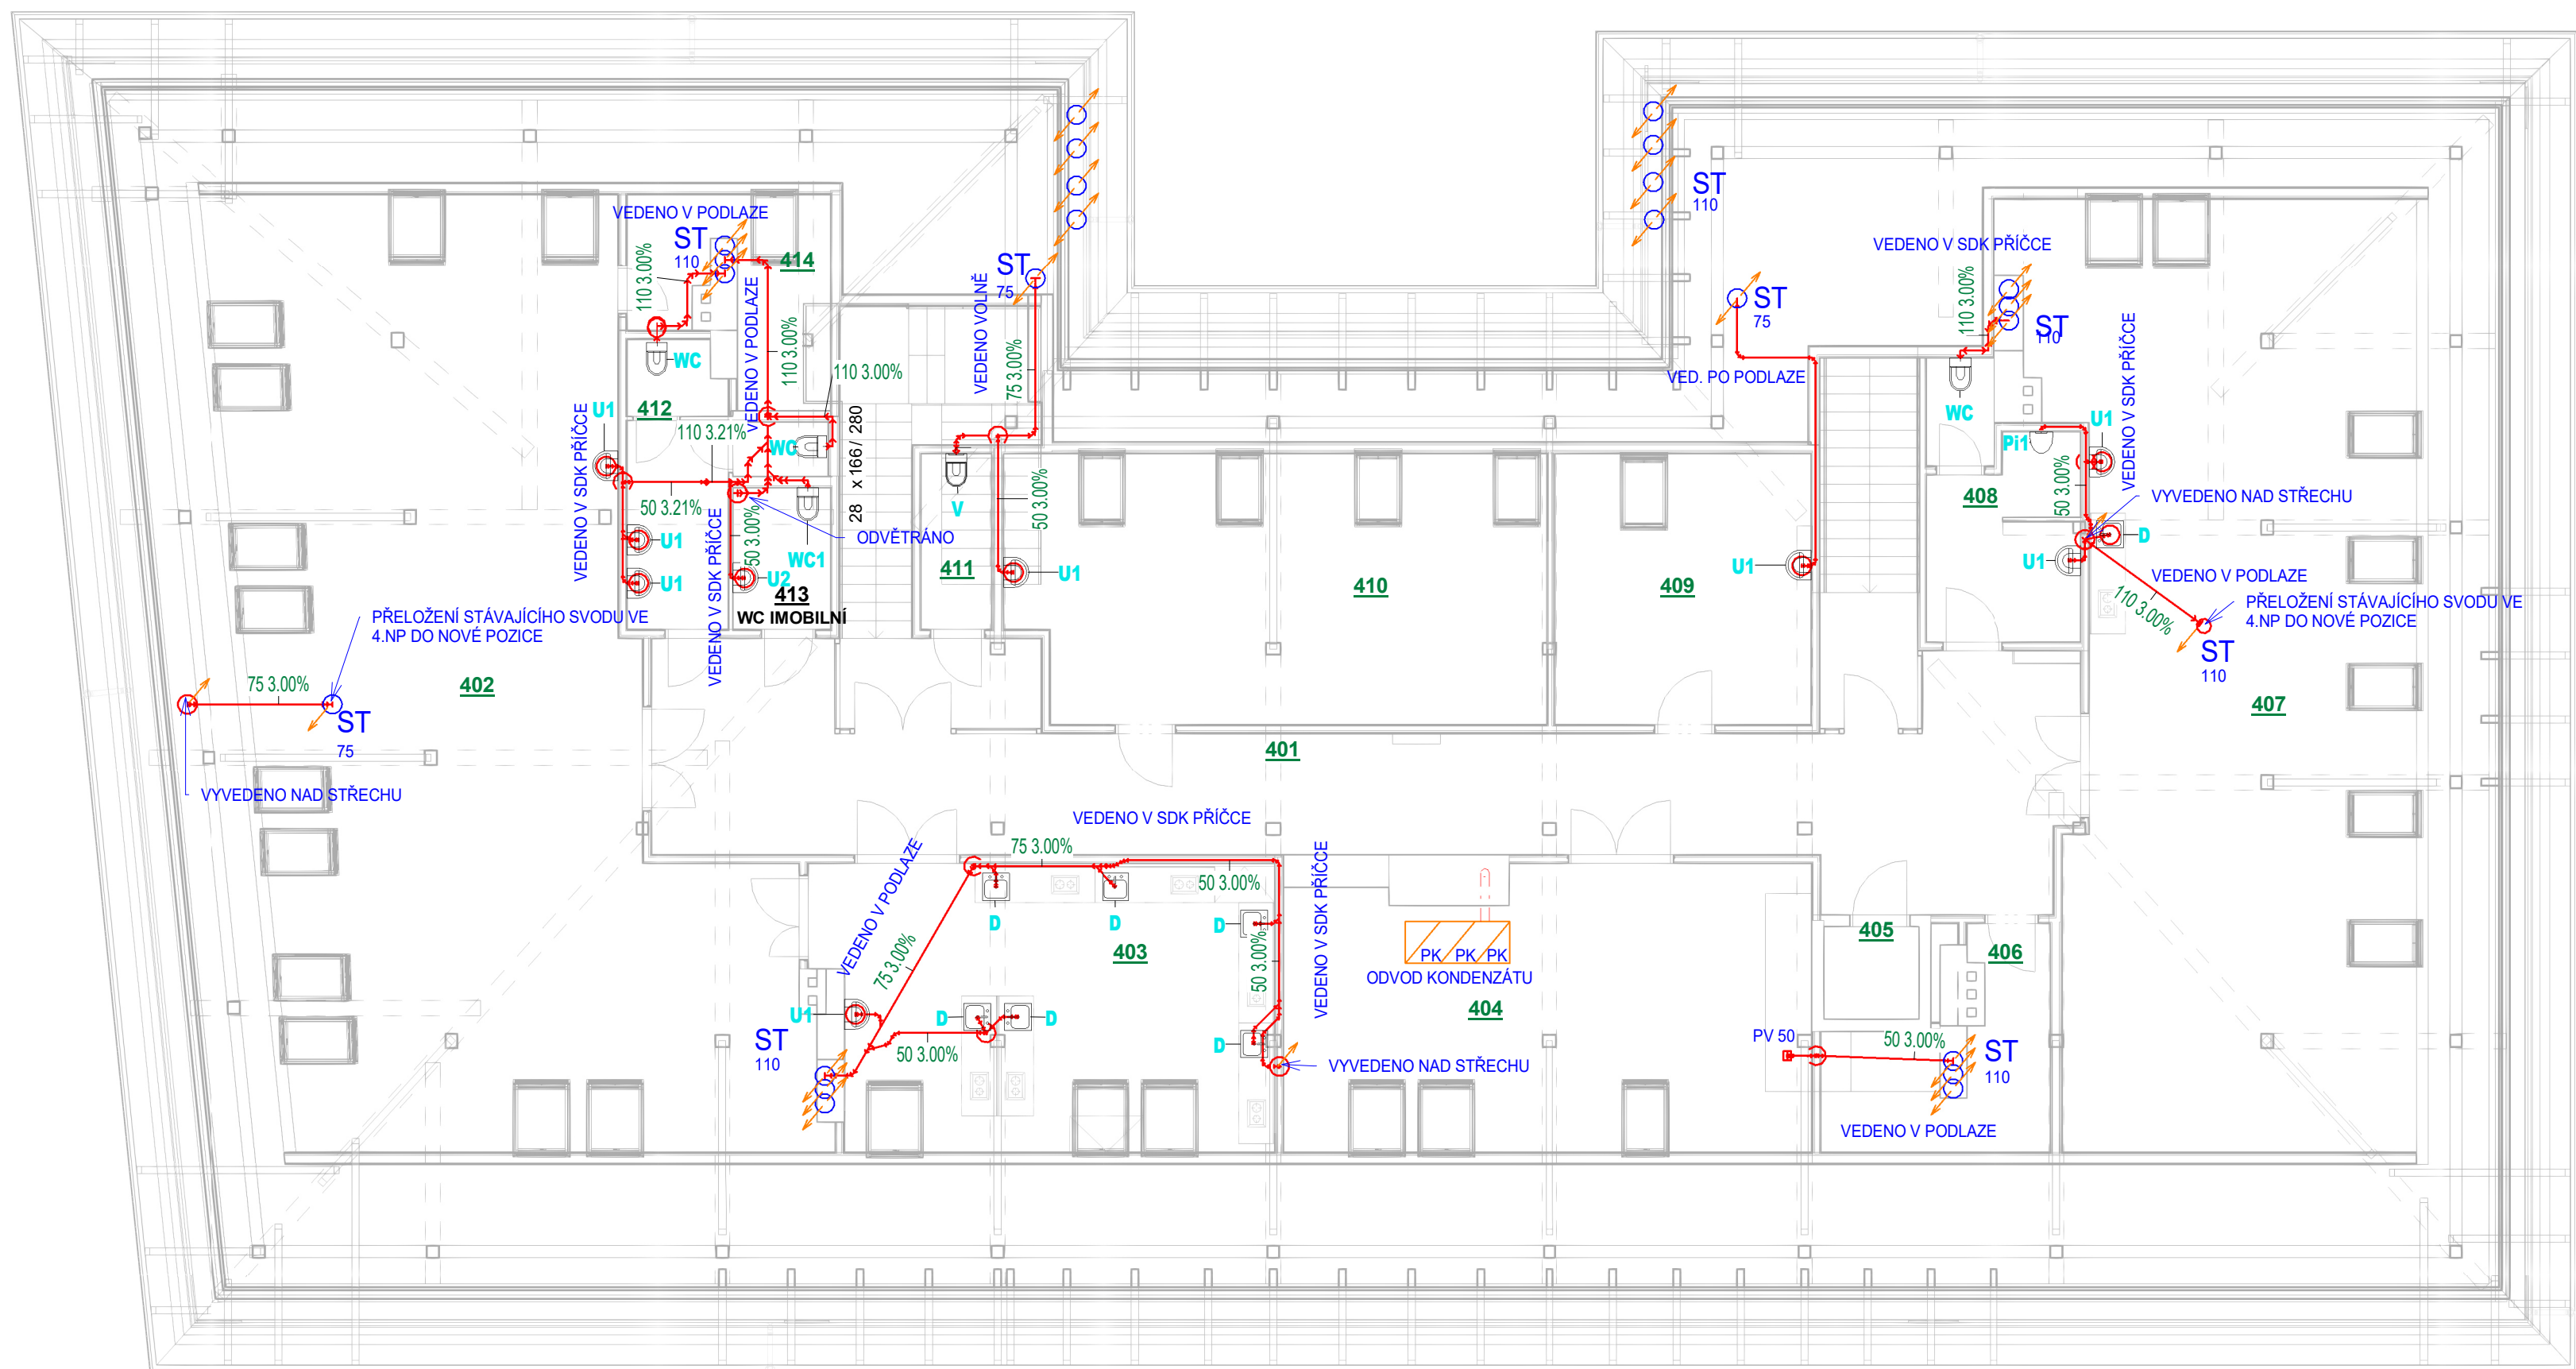 VEDENO V PODLAZE
ST
110
414
110 3.00%
VEDENO V PODLAZE
110 3.00%
110 3.00%
WC
412
U1
110 3.21%
WC
VEDENO V SDK PŘÍČCE
50 3.21%
U1
U1
VEDENO V SDK PŘÍČCE
50 3.00%
U2
WC1
413
WC IMOBILNÍ
28 x 166 / 280
ODVĚTRÁNO
ST
75
VEDENO VOLNĚ
75 3.00%
V
411
50 3.00%
U1
410
409
U1
ST
110
ST
75
VED. PO PODLAZE
VEDENO V SDK PŘÍČCE
110 3.00%
ST
110
WC
Pi1
U1
VEDENO V SDK PŘÍČCE
50 3.00%
408
VYVEDENO NAD STŘECHU
D
U1
VEDENO V PODLAZE
110 3.00%
PŘELOŽENÍ STÁVAJÍCÍHO SVODU VE
4.NP DO NOVÉ POZICE
ST
110
407
PŘELOŽENÍ STÁVAJÍCÍHO SVODU VE
4.NP DO NOVÉ POZICE
75 3.00%
402
ST
75
VYVEDENO NAD STŘECHU
401
VEDENO V SDK PŘÍČCE
75 3.00%
50 3.00%
VEDENO V PODLAZE
75 3.00%
D
D
D
403
50 3.00%
VEDENO V SDK PŘÍČCE
U1
D
D
D
50 3.00%
ST
110
VYVEDENO NAD STŘECHU
PK
PK
PK
ODVOD KONDENZÁTU
404
405
406
PV 50
50 3.00%
ST
110
VEDENO V PODLAZE